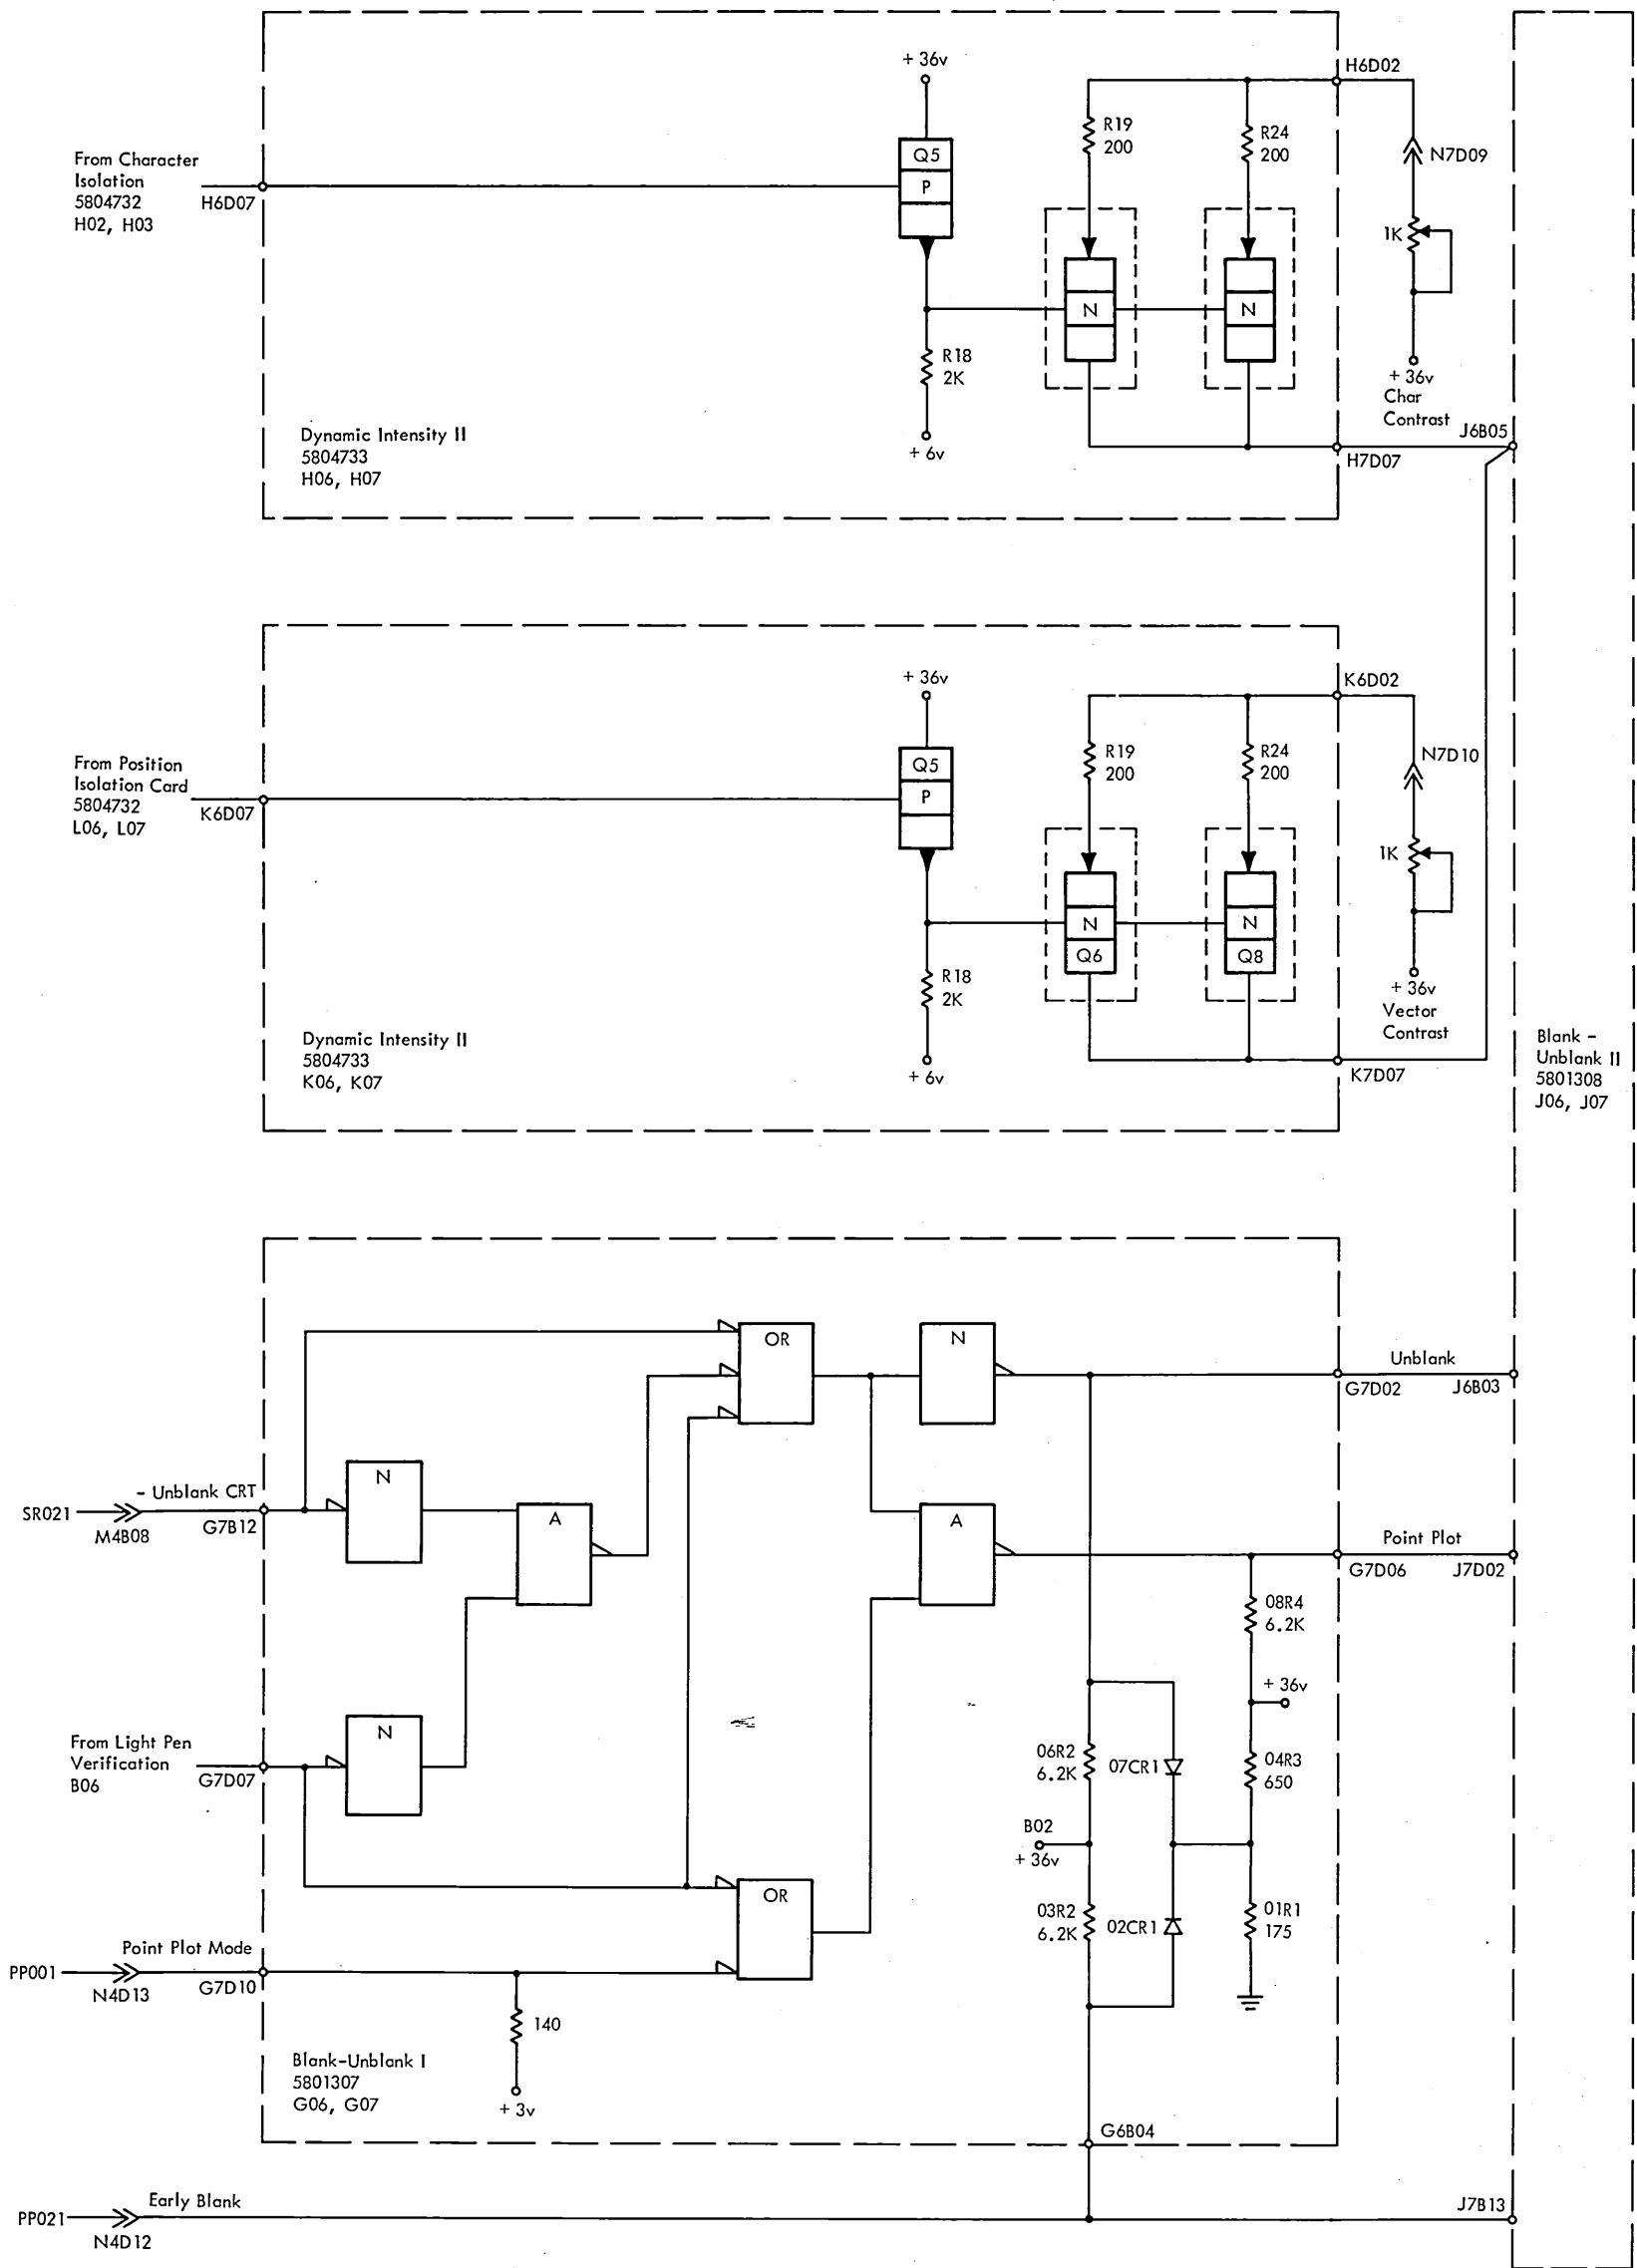 + 36v
H6D02
R19
200
R24
200
N7D09
Q5
P
From Character
Isolation
5804732
H02, H03
H6D07
1K
N
N
R18
2K
+ 36v
Char
Contrast
J6B05
+ 6v
H7D07
Dynamic Intensity II
5804733
H06, H07
+ 36v
K6D02
R19
200
R24
200
N7D10
Q5
P
From Position
Isolation Card
5804732
L06, L07
K6D07
1K
N
Q6
N
Q8
R18
2K
+ 36v
Vector
Contrast
+ 6v
K7D07
Dynamic Intensity II
5804733
K06, K07
Blank -
Unblank II
5801308
J06, J07
OR
N
Unblank
G7D02
J6B03
N
- Unblank CRT
SR021
M4B08
G7B12
A
A
Point Plot
G7D06
J7D02
08R4
6.2K
+ 36v
N
From Light Pen
Verification
B06
G7D07
06R2
6.2K
07CR1
04R3
650
B02
+ 36v
OR
03R2
6.2K
02CR1
01R1
175
Point Plot Mode
PP001
N4D13
G7D10
140
Blank-Unblank I
5801307
G06, G07
+ 3v
G6B04
Early Blank
PP021
N4D12
J7B13